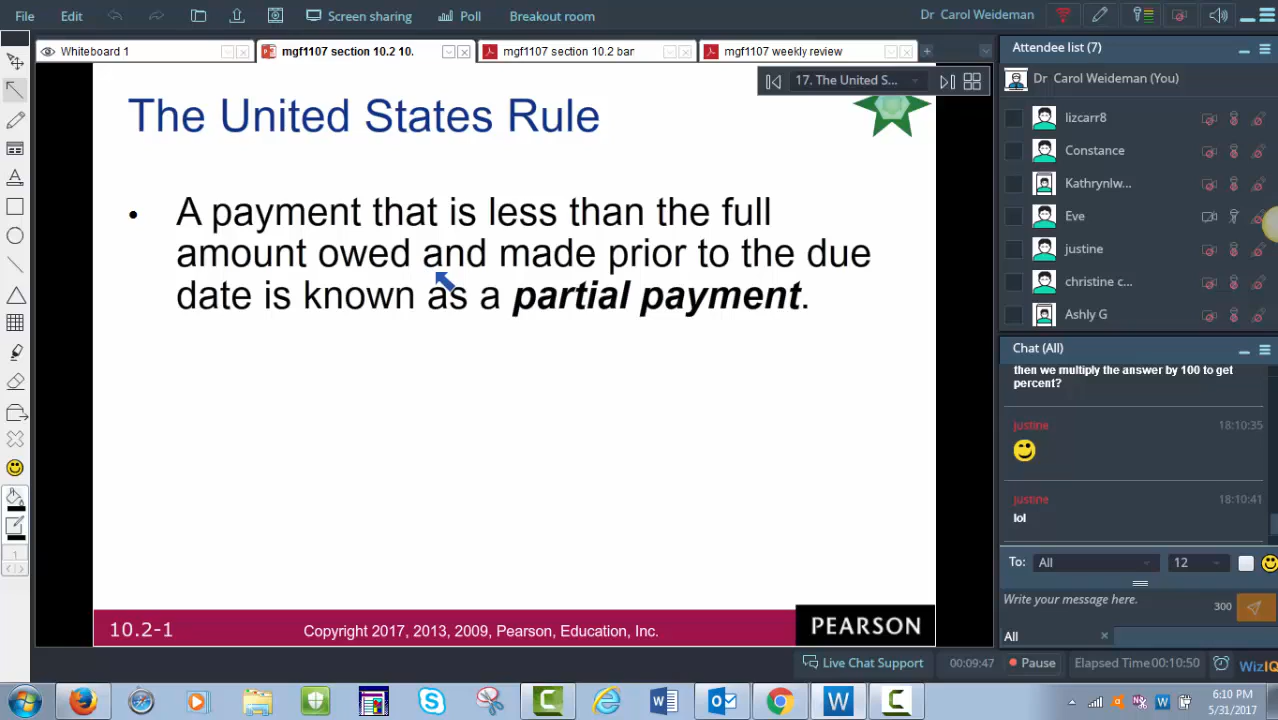 File Edit Screen sharing Poll Breakout room Dr Carol Weideman
Whiteboard 1 mgf1107 section 10.2 10. mgf1107 section 10.2 bar mgf1107 weekly review
17. The United S...
The United States Rule
• A payment that is less than the full
amount owed and made prior to the due
date is known as a partial payment.
10.2-1 Copyright 2017, 2013, 2009, Pearson, Education, Inc. PEARSON
Attendee list (7)
Dr Carol Weideman (You)
lizcarr8
Constance
Kathrynlw...
Eve
justine
christine c...
Ashly G
Chat (All)
then we multiply the answer by 100 to get
percent?
justine 18:10:35
justine 18:10:41
lol
To: All 12
Write your message here. 300
All
1
Live Chat Support 00:09:47 Pause Elapsed Time 00:10:50 WizIQ
6:10 PM
5/31/2017